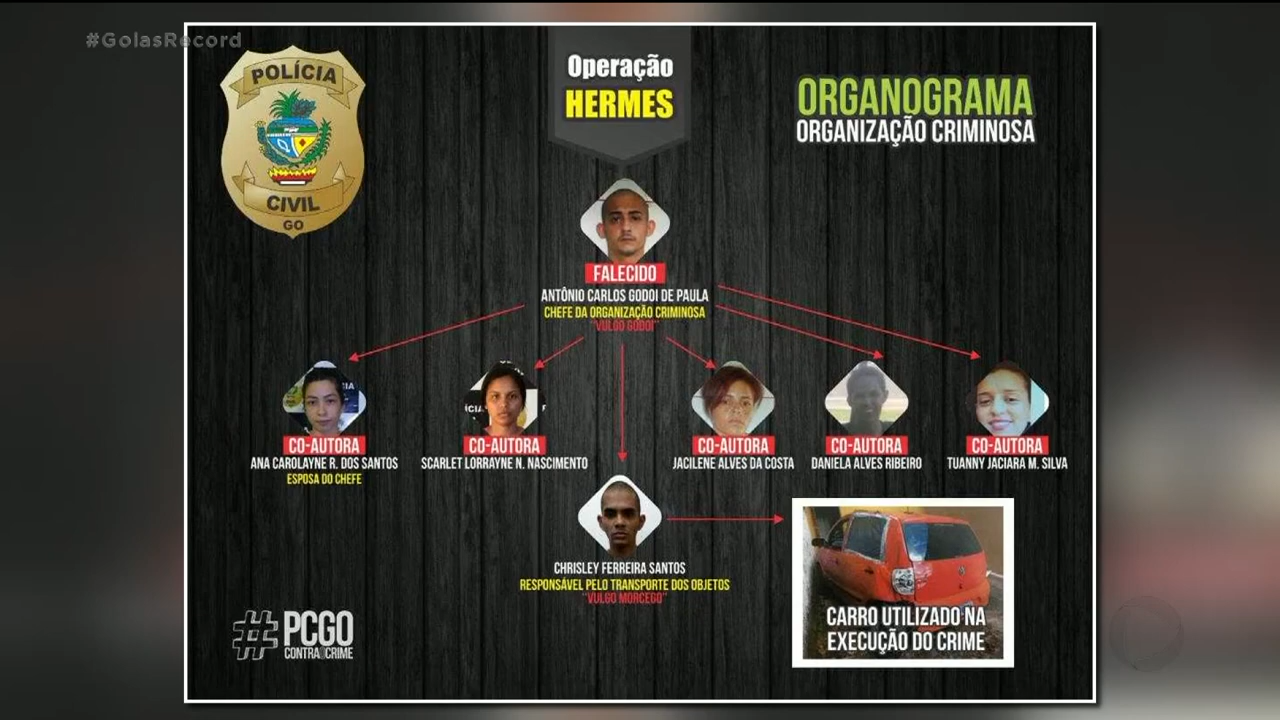 #GoiasRecord
POLÍCIA
CIVIL
GO
Operação
HERMES
ORGANOGRAMA
ORGANIZAÇÃO CRIMINOSA
FALECIDO
ANTÔNIO CARLOS GODOI DE PAULA
CHEFE DA ORGANIZAÇÃO CRIMINOSA
"VULGO GODOI"
CO-AUTORA
ANA CAROLAYNE R. DOS SANTOS
ESPOSA DO CHEFE
CO-AUTORA
SCARLET LORRAYNE N. NASCIMENTO
CO-AUTORA
JACILENE ALVES DA COSTA
CO-AUTORA
DANIELA ALVES RIBEIRO
CO-AUTORA
TUANNY JACIARA M. SILVA
CHRISLEY FERREIRA SANTOS
RESPONSÁVEL PELO TRANSPORTE DOS OBJETOS
"VULGO MORCEGO"
CARRO UTILIZADO NA
EXECUÇÃO DO CRIME
#PCGO
CONTRAOCRIME